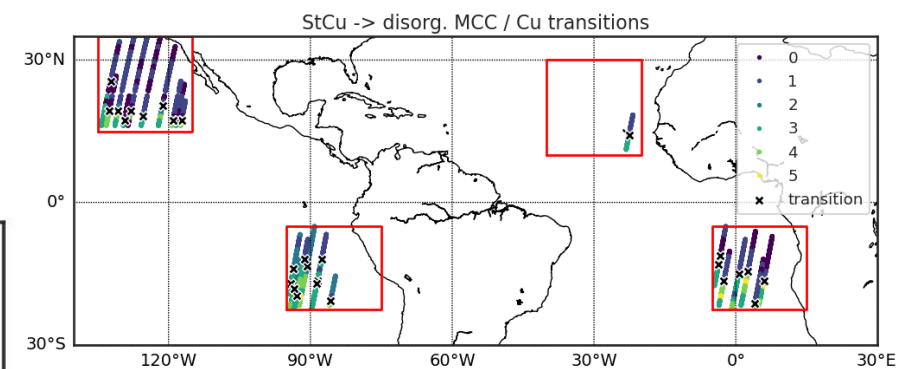 StCu -> disorg. MCC / Cu transitions
30°N
0°
30°S
120°W
90°W
60°W
30°W
0°
30°E
0
1
2
3
4
5
transition